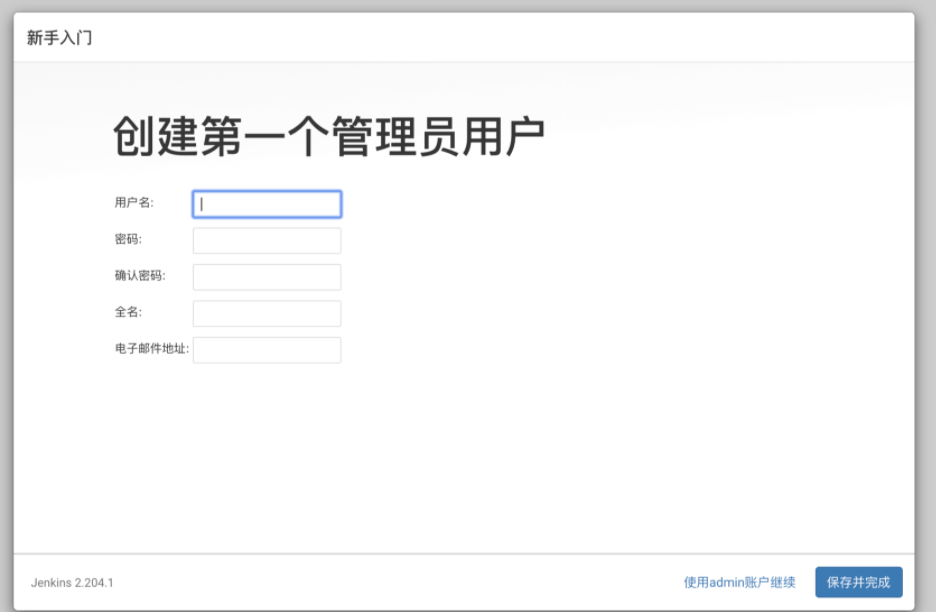 新手入门
创建第一个管理员用户
用户名:
密码:
确认密码:
全名:
电子邮件地址:
Jenkins 2.204.1
使用admin账户继续
保存并完成